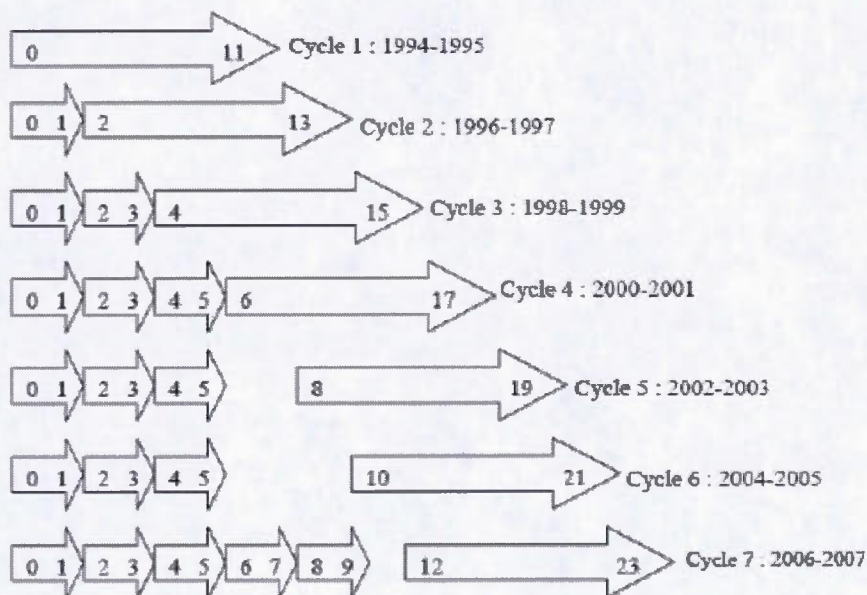 0 11 Cycle 1 : 1994-1995
0 1 2 13 Cycle 2 : 1996-1997
0 1 2 3 4 15 Cycle 3 : 1998-1999
0 1 2 3 4 5 6 17 Cycle 4 : 2000-2001
0 1 2 3 4 5 8 19 Cycle 5 : 2002-2003
0 1 2 3 4 5 10 21 Cycle 6 : 2004-2005
0 1 2 3 4 5 6 7 8 9 12 23 Cycle 7 : 2006-2007